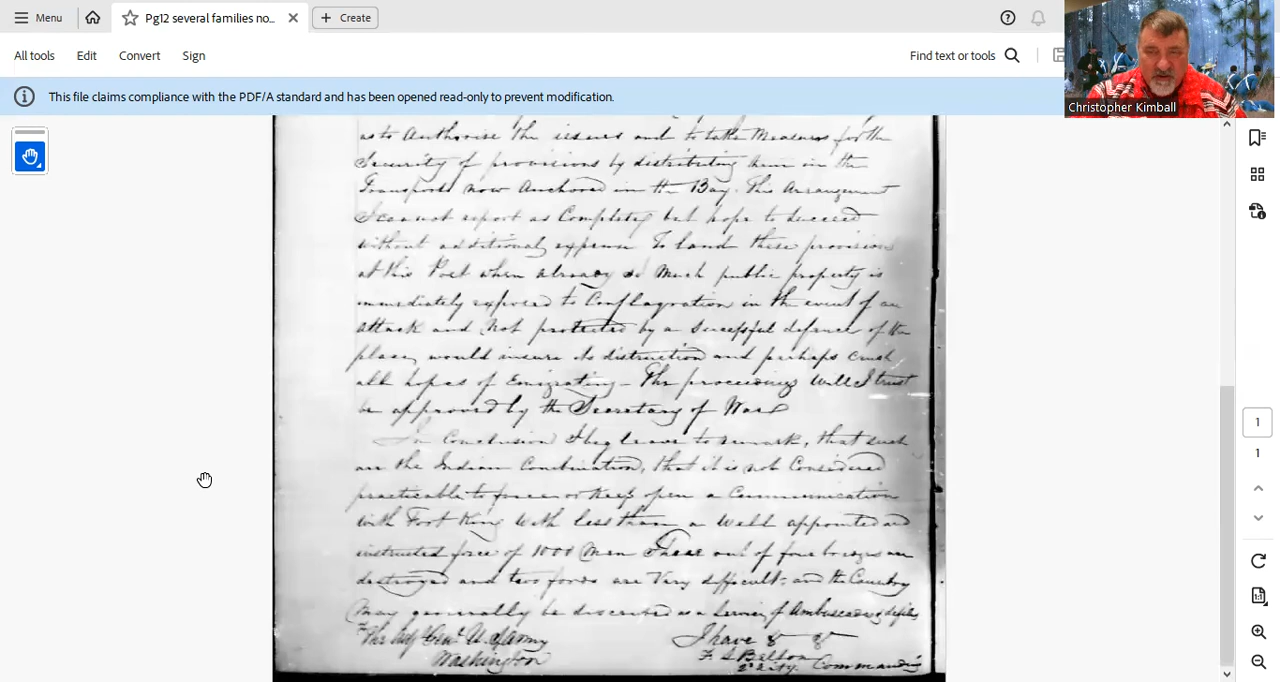 Menu
Pg12 several families no...
Create
All tools
Edit
Convert
Sign
Find text or tools
This file claims compliance with the PDF/A standard and has been opened read-only to prevent modification.
Christopher Kimball
as to Authorise the issues and to take Measures for the
Security of provisions by distributing them in the
Transports now Anchored in the Bay. This Arrangement
I cannot report as Complete, but hope to succeed
without additional expense To land these provisions
at this Post when already so Much public property is
immediately exposed to Conflagration in the event of an
attack and Not protected by a Successful defence of the
place, would insure its distruction and perhaps crush
all hopes of Emigrating - The proceedings will I trust
be approved by the Secretary of War
In Conclusion I beg leave to remark, that such
are the Indian Combination, that it is not Considered
practicable to force or Keep open a Communication
with Fort King With less than a Well appointed and
instructed force of 1000 Men Three out of four bridges are
destroyed and two fords are Very difficult - and the Country
May generally be discribed as a Series of Ambuscades & defiles
The Adj Genl U.S. Army
Washington
I have & &
F S Belton
Commanding
1
1